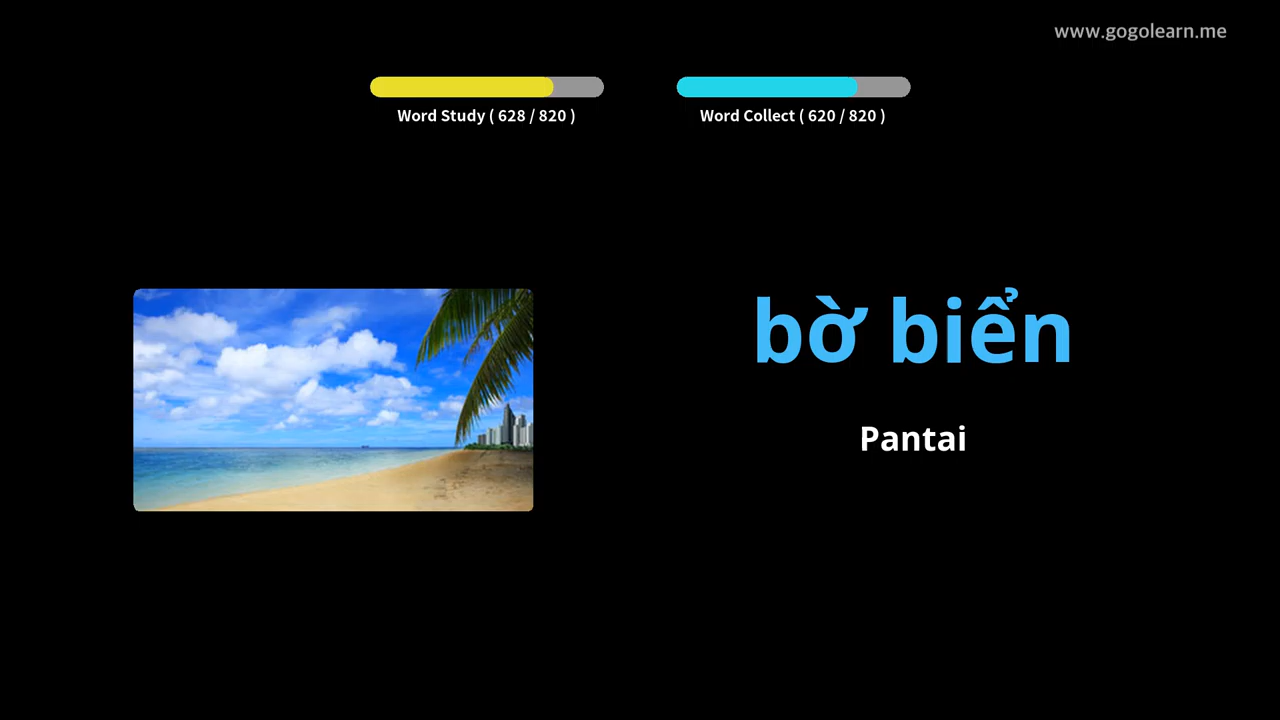 www.gogolearn.me
Word Study ( 628 / 820 )
Word Collect ( 620 / 820 )
bờ biển
Pantai